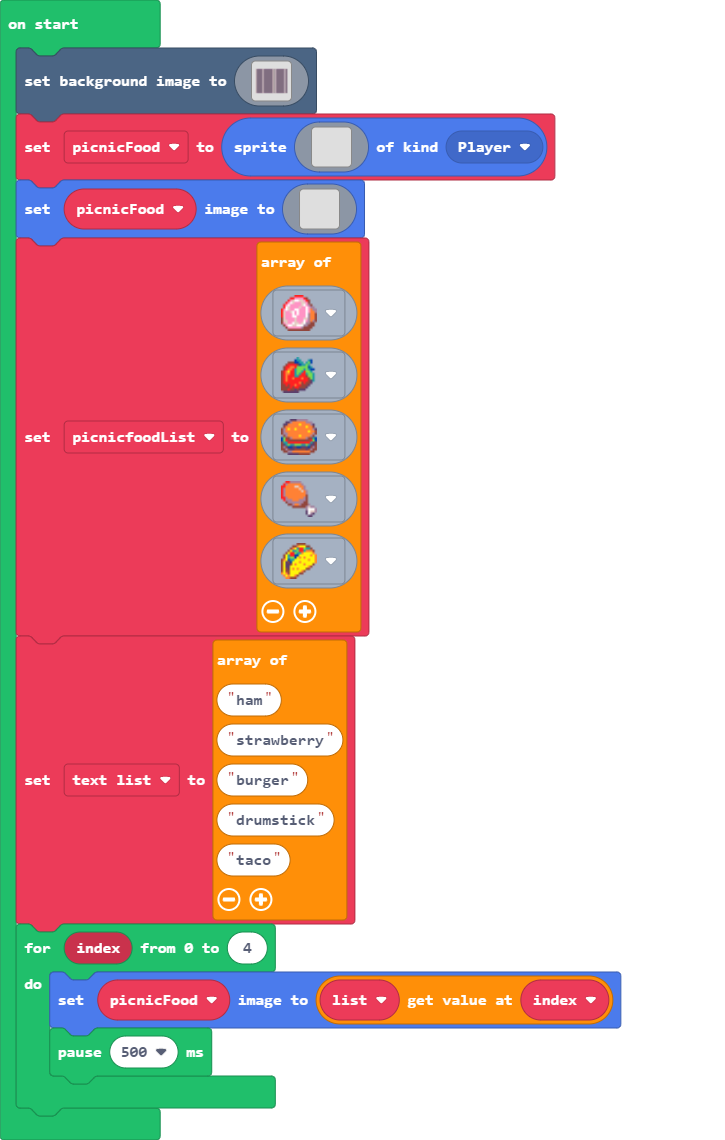 on start
set background image to
set picnicFood to sprite of kind Player
set picnicFood image to
array of
set picnicfoodList to
array of
"ham"
"strawberry"
"burger"
set text list to
"drumstick"
"taco"
for index from 0 to 4
do
set picnicFood image to list get value at index
pause 500 ms